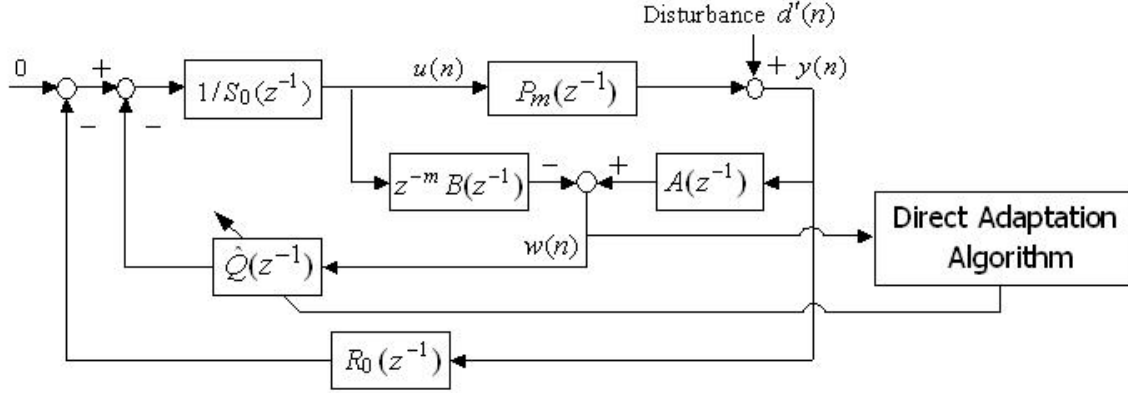 Disturbance d'(n)
0
+
−
−
1/S₀(z⁻¹)
u(n)
Pₘ(z⁻¹)
+ y(n)
z⁻ᵐ B(z⁻¹)
−
+
A(z⁻¹)
w(n)
Direct Adaptation
Algorithm
Q̂(z⁻¹)
R₀(z⁻¹)